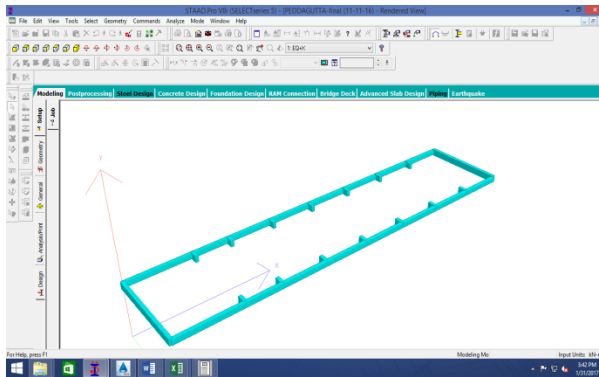 STAAD.Pro V8i (SELECTseries 5) - [PEDDAGUTTA-final (11-11-16) - Rendered View]
File Edit View Tools Select Geometry Commands Analyze Mode Window Help
1: EQ+X
Modeling Postprocessing Steel Design Concrete Design Foundation Design RAM Connection Bridge Deck Advanced Slab Design Piping Earthquake
Setup
Job
Geometry
General
Analysis/Print
Design
Y
X
For Help, press F1
Modeling Mo
Input Units kN-
3:42 PM
1/31/2017